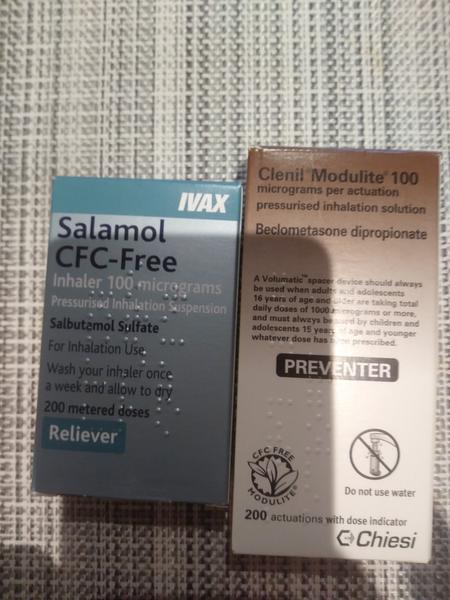 IVAX
Salamol
CFC-Free
Inhaler 100 micrograms
Pressurised Inhalation Suspension
Salbutamol Sulfate
For Inhalation Use
Wash your inhaler once
a week and allow to dry
200 metered doses
Reliever
Clenil® Modulite® 100
micrograms per actuation
pressurised inhalation solution
Beclometasone dipropionate
A Volumatic™ spacer device should always
be used when adults and adolescents
16 years of age and older are taking total
daily doses of 1000 micrograms or more,
and must always be used by children and
adolescents 15 years of age and younger
whatever dose has been prescribed.
PREVENTER
CFC FREE
MODULITE®
Do not use water
200 actuations with dose indicator
Chiesi